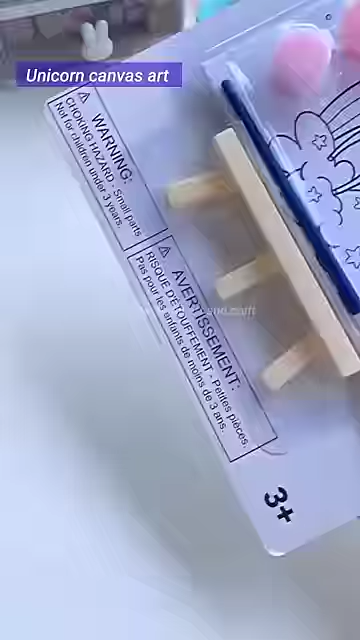 Unicorn canvas art
⚠ WARNING:
CHOKING HAZARD - Small parts
Not for children under 3 years.
⚠ AVERTISSEMENT:
RISQUE D'ÉTOUFFEMENT - Petites pièces.
Pas pour les enfants de moins de 3 ans.
3+